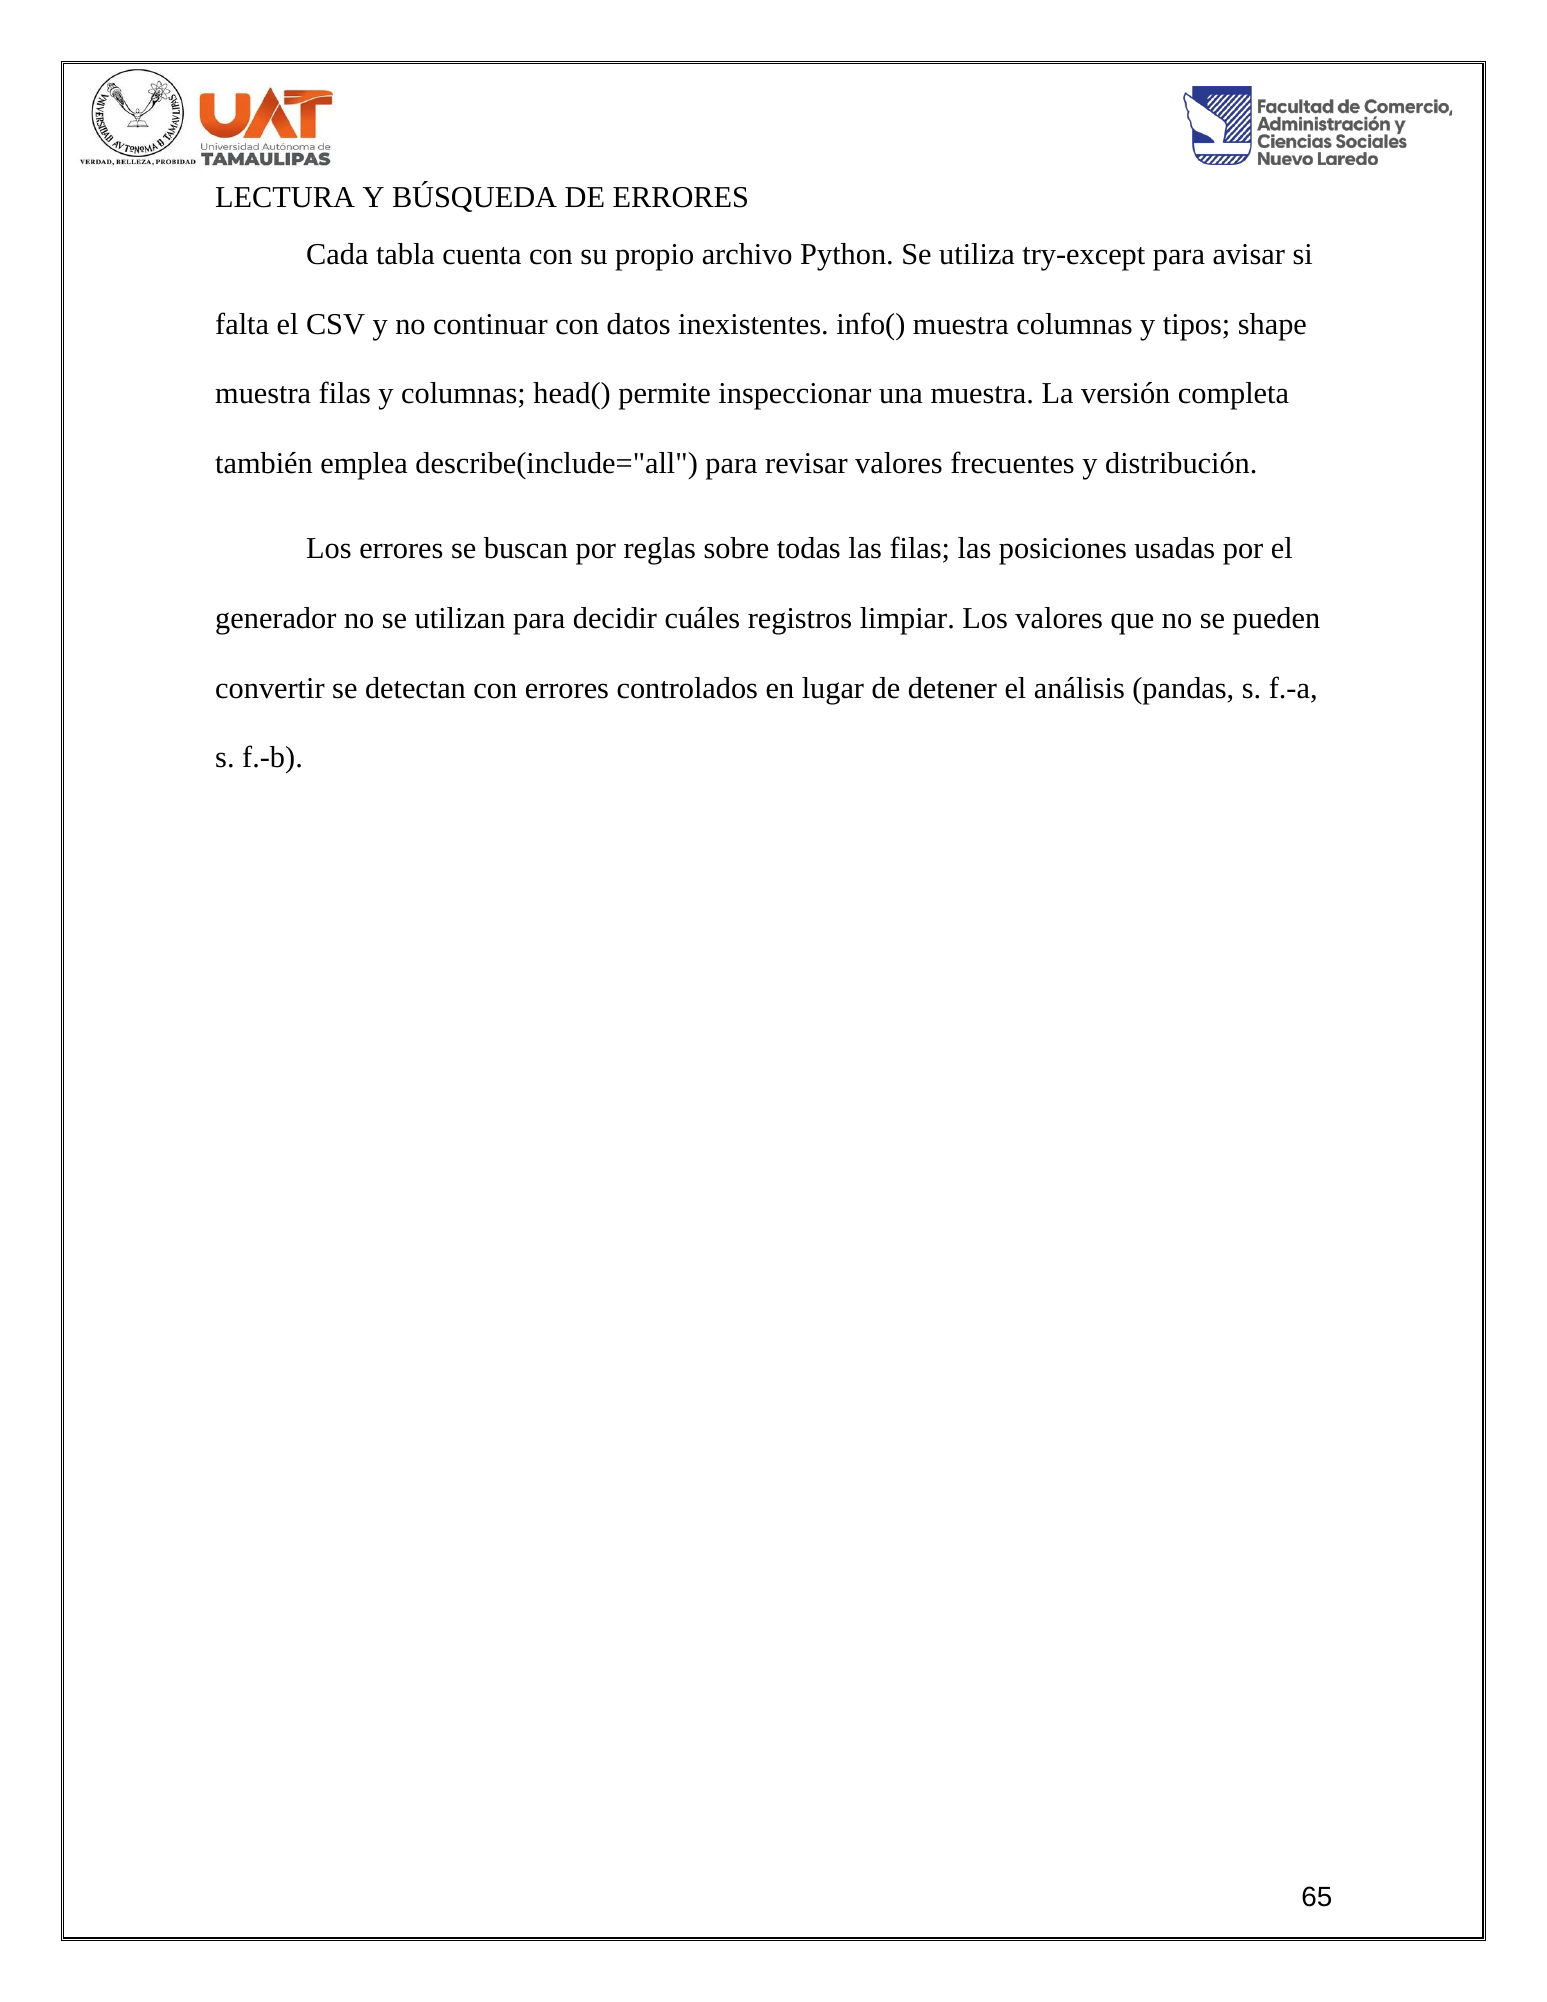 VNIVERSIDAD AVTONOMA D TAMAVLIPAS
VERDAD, BELLEZA, PROBIDAD
UAT
Universidad Autónoma de
TAMAULIPAS
Facultad de Comercio,
Administración y
Ciencias Sociales
Nuevo Laredo
LECTURA Y BÚSQUEDA DE ERRORES
Cada tabla cuenta con su propio archivo Python. Se utiliza try-except para avisar si
falta el CSV y no continuar con datos inexistentes. info() muestra columnas y tipos; shape
muestra filas y columnas; head() permite inspeccionar una muestra. La versión completa
también emplea describe(include="all") para revisar valores frecuentes y distribución.
Los errores se buscan por reglas sobre todas las filas; las posiciones usadas por el
generador no se utilizan para decidir cuáles registros limpiar. Los valores que no se pueden
convertir se detectan con errores controlados en lugar de detener el análisis (pandas, s. f.-a,
s. f.-b).
65